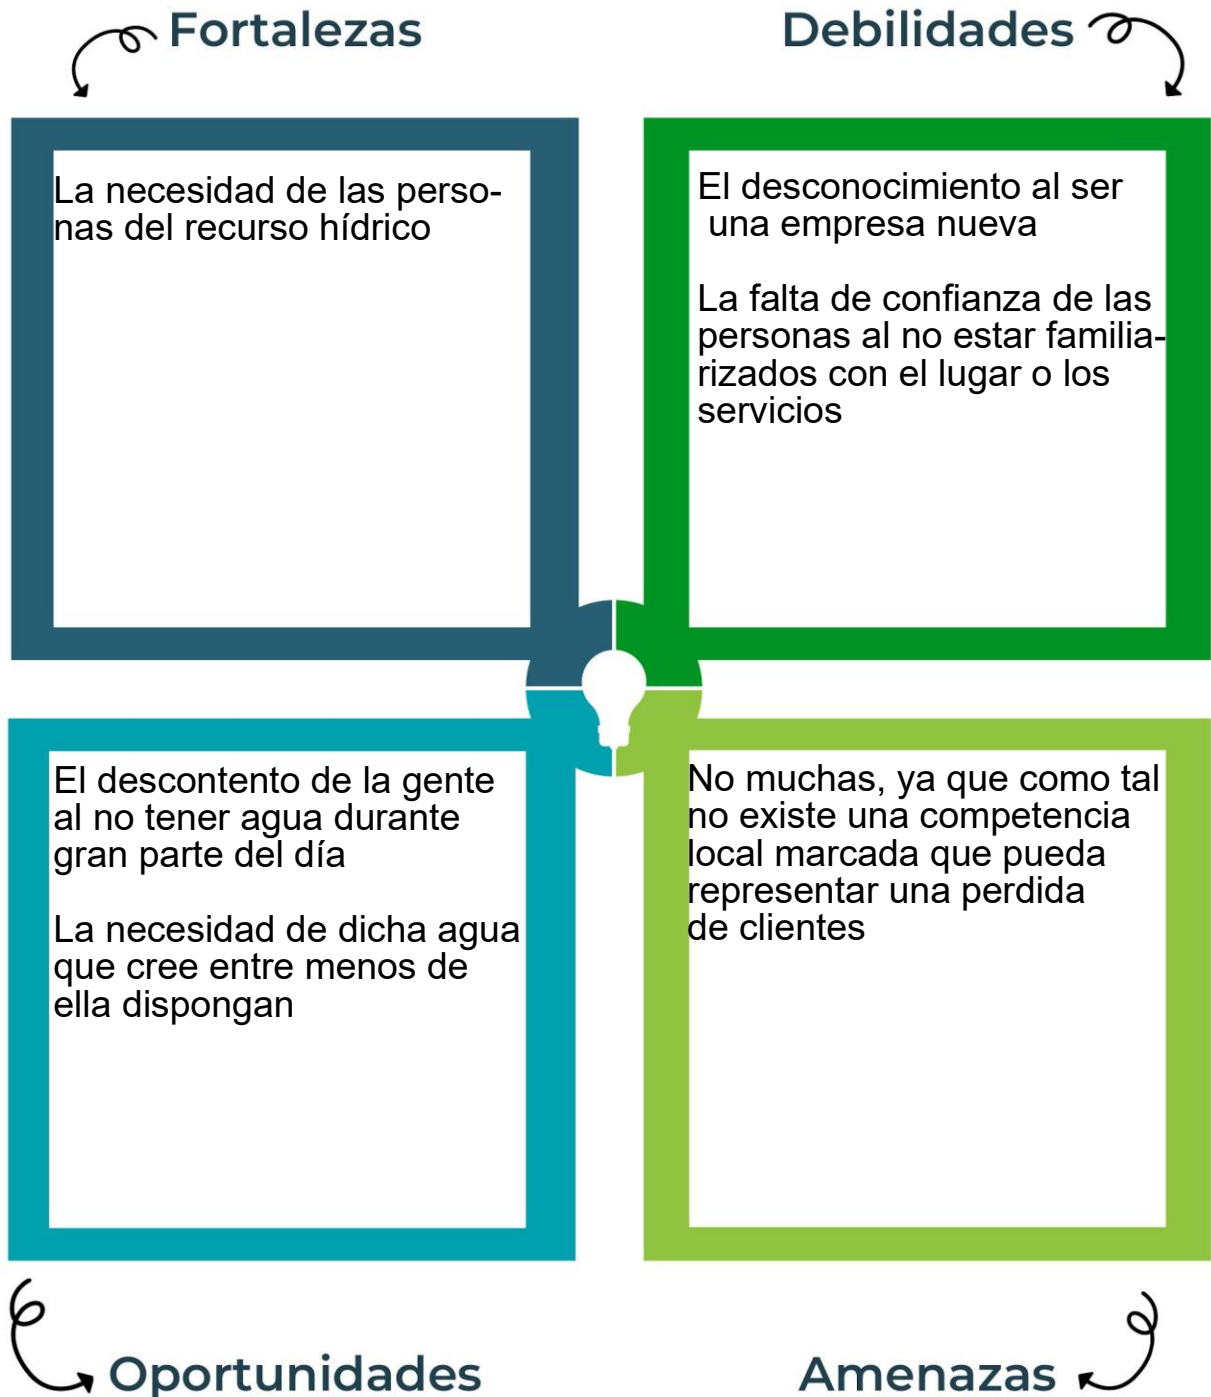 Fortalezas
La necesidad de las perso-
nas del recurso hídrico
Debilidades
El desconocimiento al ser
una empresa nueva
La falta de confianza de las
personas al no estar familia-
rizados con el lugar o los
servicios
El descontento de la gente
al no tener agua durante
gran parte del día
La necesidad de dicha agua
que cree entre menos de
ella dispongan
Oportunidades
No muchas, ya que como tal
no existe una competencia
local marcada que pueda
representar una perdida
de clientes
Amenazas